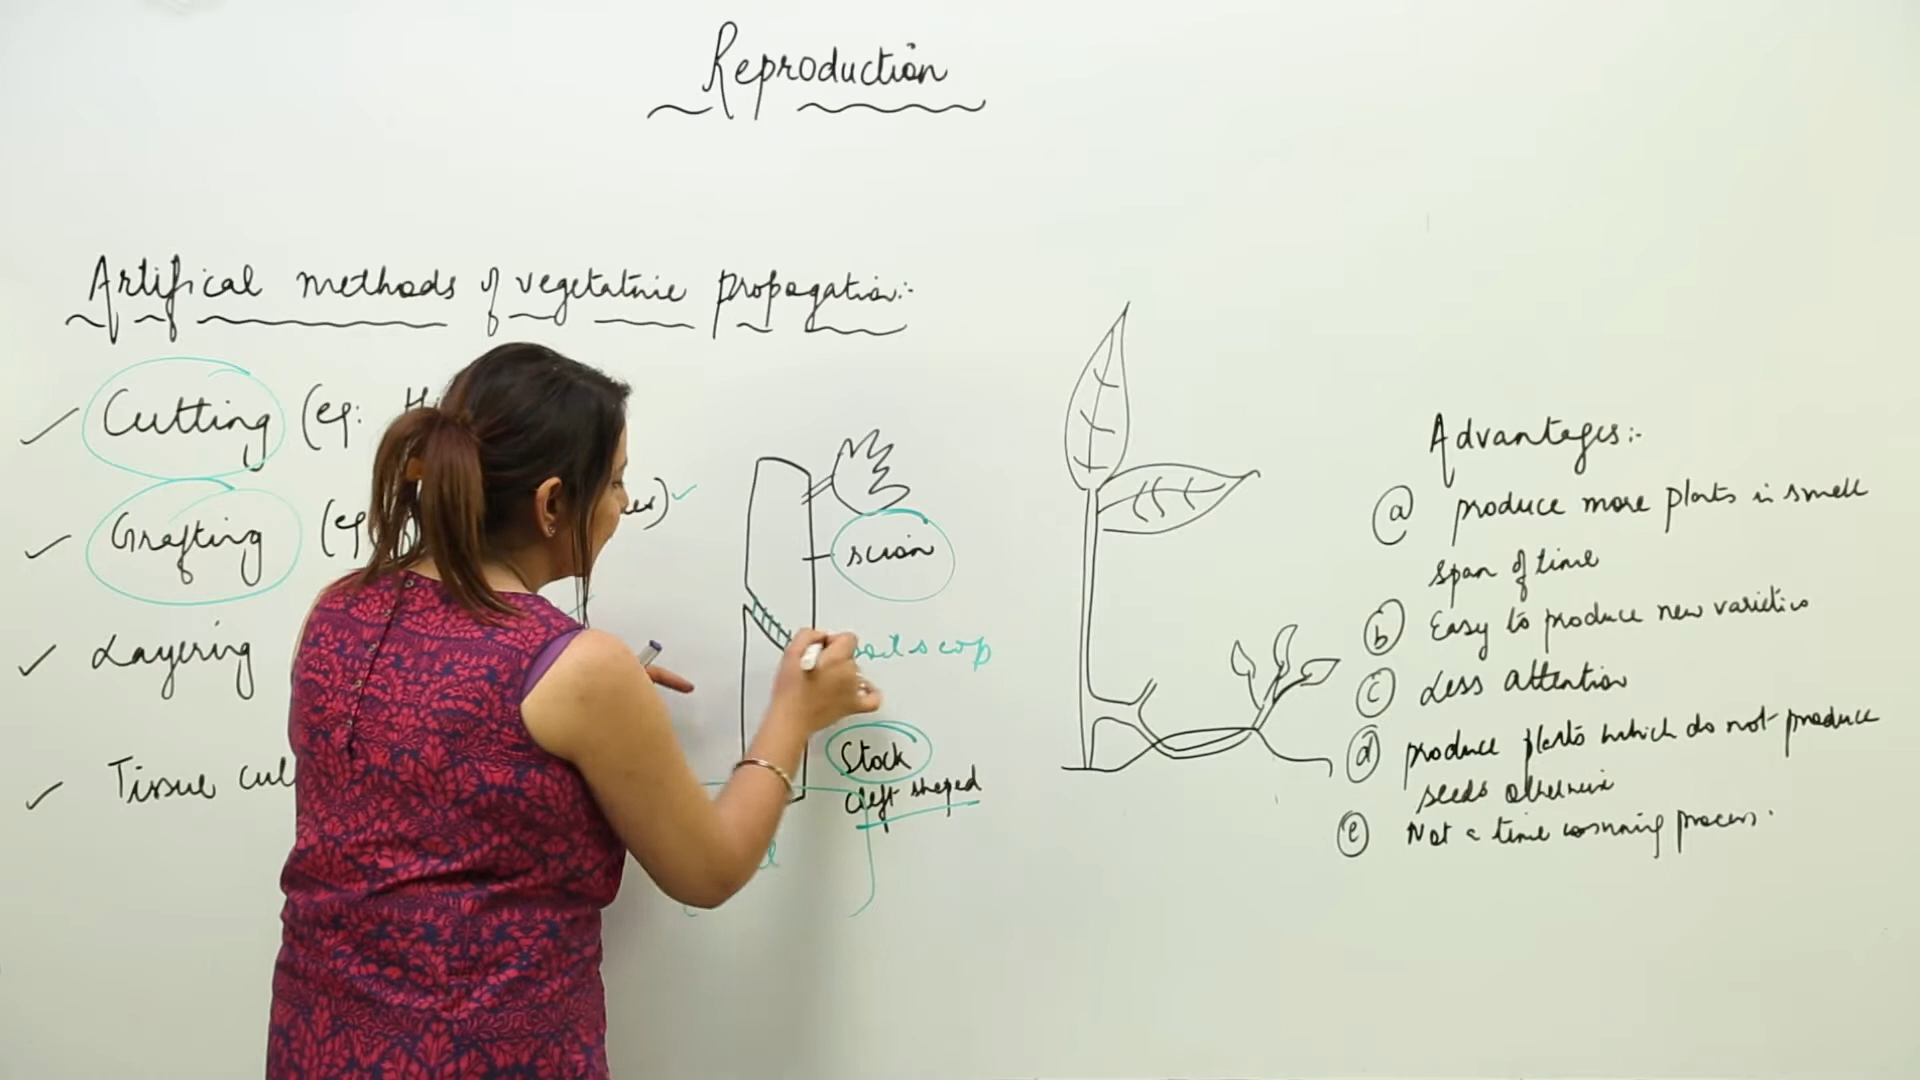 Reproduction
Artifical methods of vegetative propagation:-
Cutting (eg:
Grafting (eg
Layering
Tissue cul
scion
Stock
cleft shaped
Advantages:-
(a) produce more plants in small
span of time
(b) Easy to produce new varieties
(c) Less attention
(d) produce plants which do not produce
seeds otherwise
(e) Not a time consuming process.